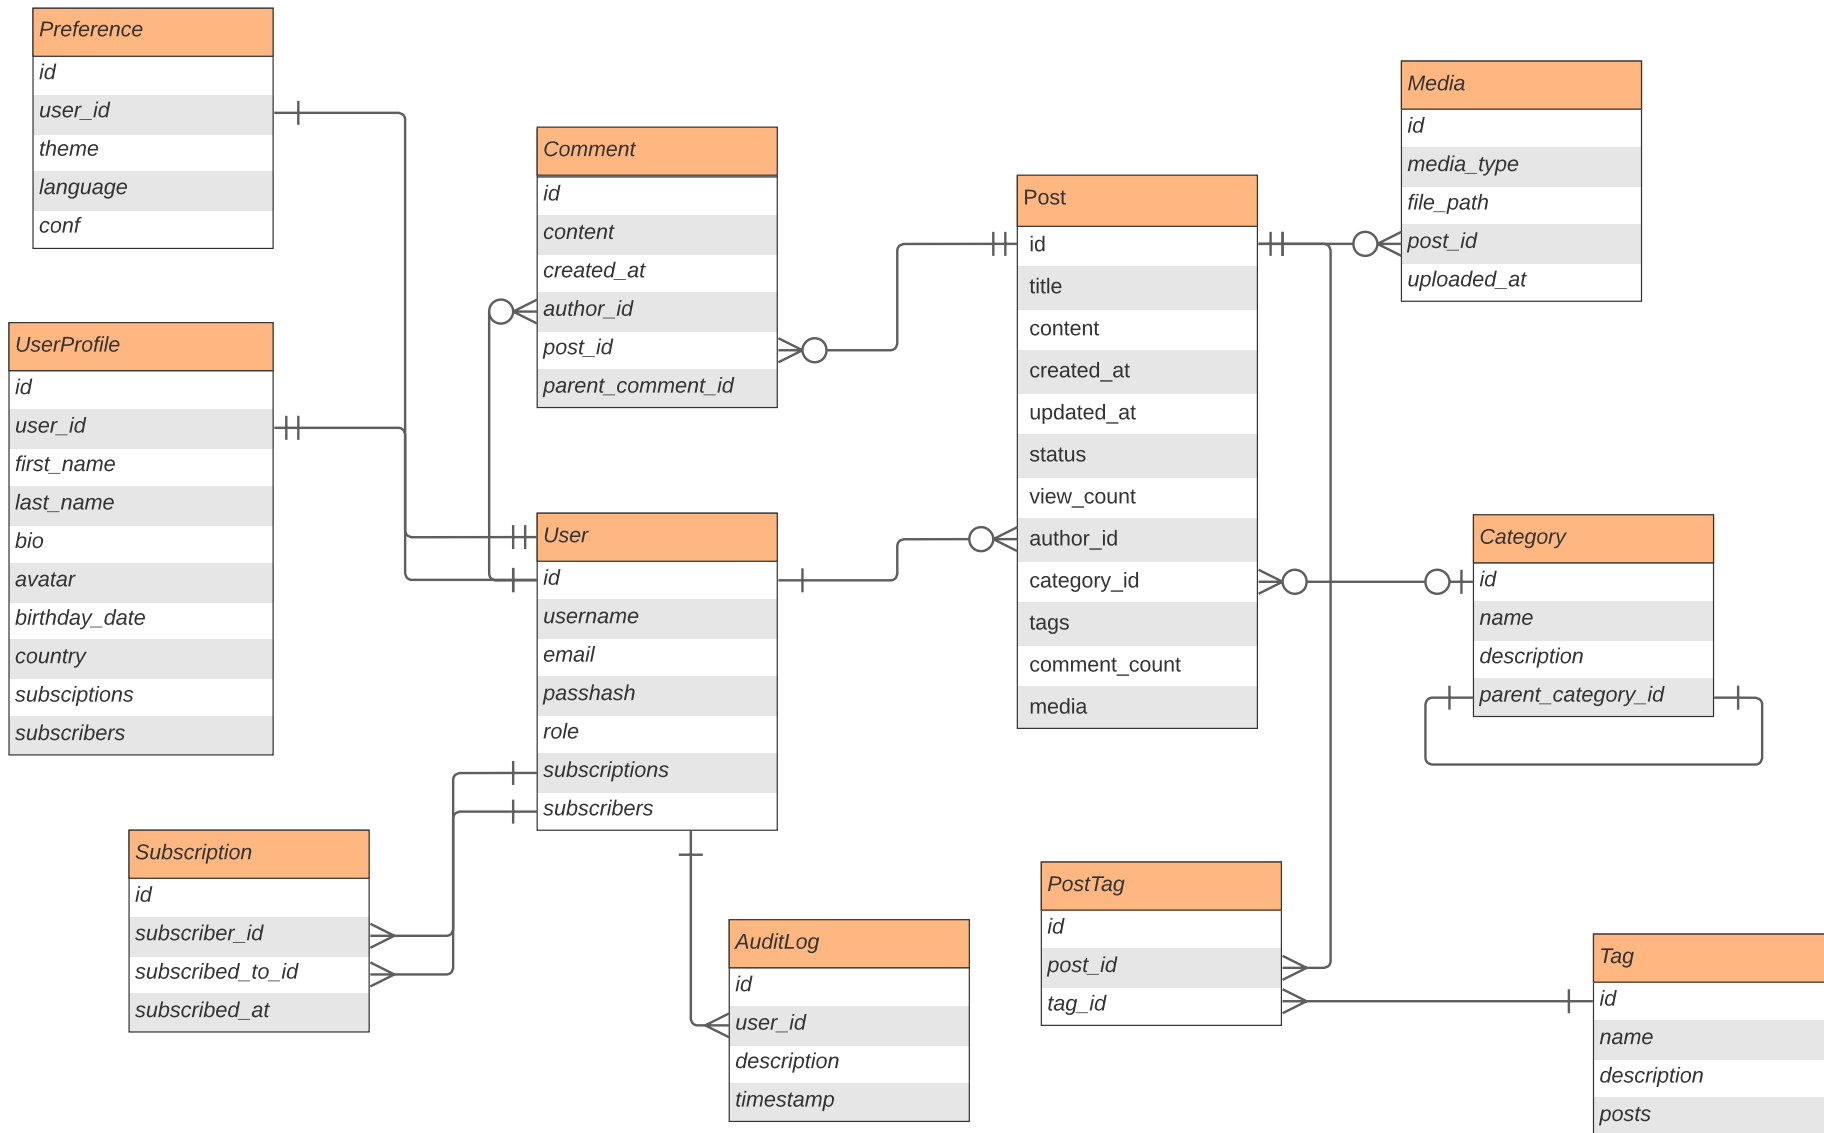 Preference
id
user_id
theme
language
conf
UserProfile
id
user_id
first_name
last_name
bio
avatar
birthday_date
country
subsciptions
subscribers
Comment
id
content
created_at
author_id
post_id
parent_comment_id
User
id
username
email
passhash
role
subscriptions
subscribers
Subscription
id
subscriber_id
subscribed_to_id
subscribed_at
AuditLog
id
user_id
description
timestamp
Post
id
title
content
created_at
updated_at
status
view_count
author_id
category_id
tags
comment_count
media
Media
id
media_type
file_path
post_id
uploaded_at
Category
id
name
description
parent_category_id
PostTag
id
post_id
tag_id
Tag
id
name
description
posts